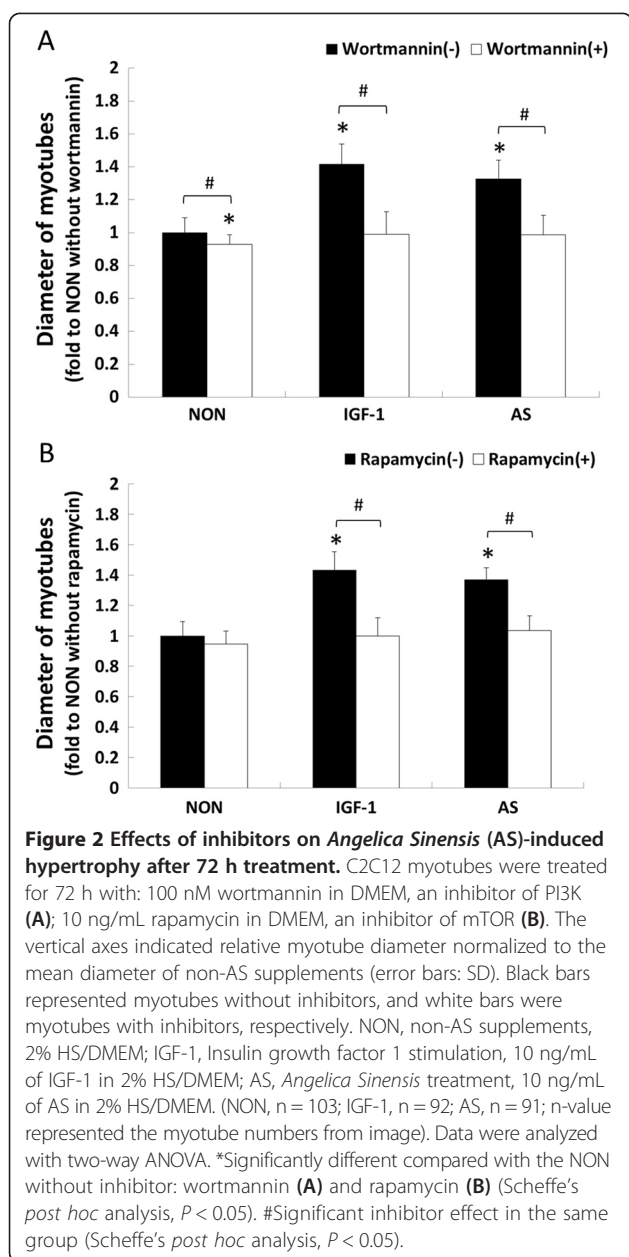 A
■Wortmannin(-) □Wortmannin(+)
Diameter of myotubes
(fold to NON without wortmannin)
2
1.8
1.6
1.4
1.2
1
0.8
0.6
0.4
0.2
0
#
*
#
*
#
*
NON IGF-1 AS
B
■Rapamycin(-) □Rapamycin(+)
Diameter of myotubes
(fold to NON without rapamycin)
2
1.8
1.6
1.4
1.2
1
0.8
0.6
0.4
0.2
0
#
*
#
*
NON IGF-1 AS
Figure 2 Effects of inhibitors on Angelica Sinensis (AS)-induced
hypertrophy after 72 h treatment. C2C12 myotubes were treated
for 72 h with: 100 nM wortmannin in DMEM, an inhibitor of PI3K
(A); 10 ng/mL rapamycin in DMEM, an inhibitor of mTOR (B). The
vertical axes indicated relative myotube diameter normalized to the
mean diameter of non-AS supplements (error bars: SD). Black bars
represented myotubes without inhibitors, and white bars were
myotubes with inhibitors, respectively. NON, non-AS supplements,
2% HS/DMEM; IGF-1, Insulin growth factor 1 stimulation, 10 ng/mL
of IGF-1 in 2% HS/DMEM; AS, Angelica Sinensis treatment, 10 ng/mL
of AS in 2% HS/DMEM. (NON, n = 103; IGF-1, n = 92; AS, n = 91; n-value
represented the myotube numbers from image). Data were analyzed
with two-way ANOVA. *Significantly different compared with the NON
without inhibitor: wortmannin (A) and rapamycin (B) (Scheffe's
post hoc analysis, P < 0.05). #Significant inhibitor effect in the same
group (Scheffe's post hoc analysis, P < 0.05).